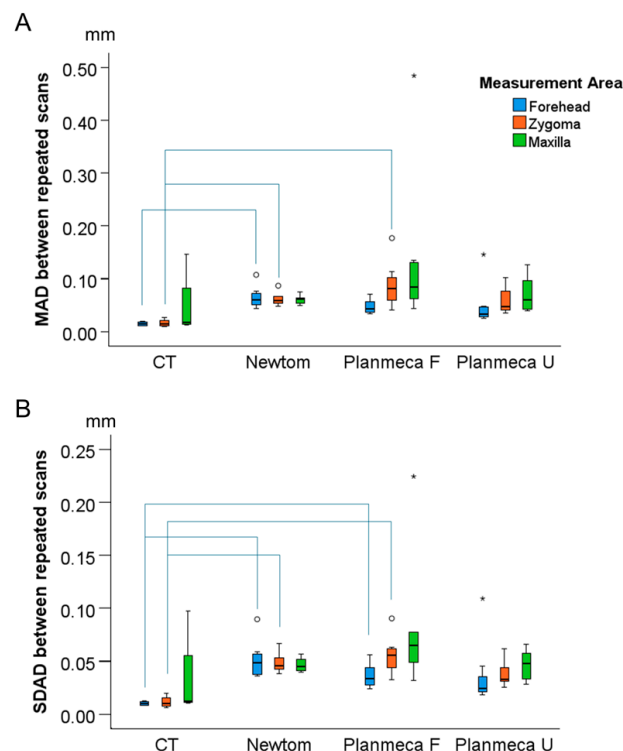 A
mm
MAD between repeated scans
0.50
0.40
0.30
0.20
0.10
0.00
Measurement Area
Forehead
Zygoma
Maxilla
CT Newtom Planmeca F Planmeca U
B
mm
SDAD between repeated scans
0.25
0.20
0.15
0.10
0.05
0.00
CT Newtom Planmeca F Planmeca U